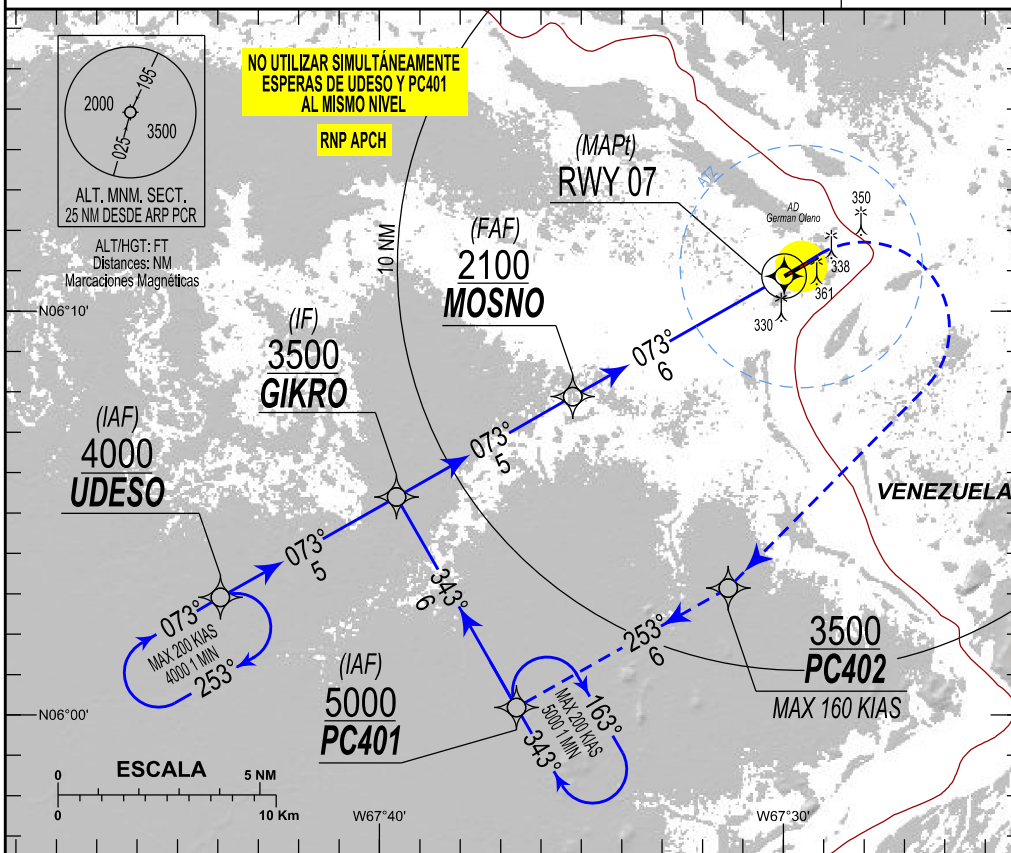 NO UTILIZAR SIMULTÁNEAMENTE
ESPERAS DE UDESO Y PC401
AL MISMO NIVEL
RNP APCH
195
2000
3500
025
ALT. MNM. SECT.
25 NM DESDE ARP PCR
ALT/HGT: FT
Distances: NM
Marcaciones Magnéticas
10 NM
(MAPt)
RWY 07
AD
German Olano
350
338
361
330
(FAF)
2100
MOSNO
N06°10'
(IF)
3500
GIKRO
073°
6
073°
5
(IAF)
4000
UDESO
VENEZUELA
073°
5
343°
6
073°
MAX 200 KIAS
4000 1 MIN
253°
253°
6
3500
PC402
MAX 160 KIAS
(IAF)
5000
PC401
163°
MAX 200 KIAS
5000 1 MIN
343°
N06°00'
ESCALA
0
5 NM
0
10 Km
W67°40'
W67°30'